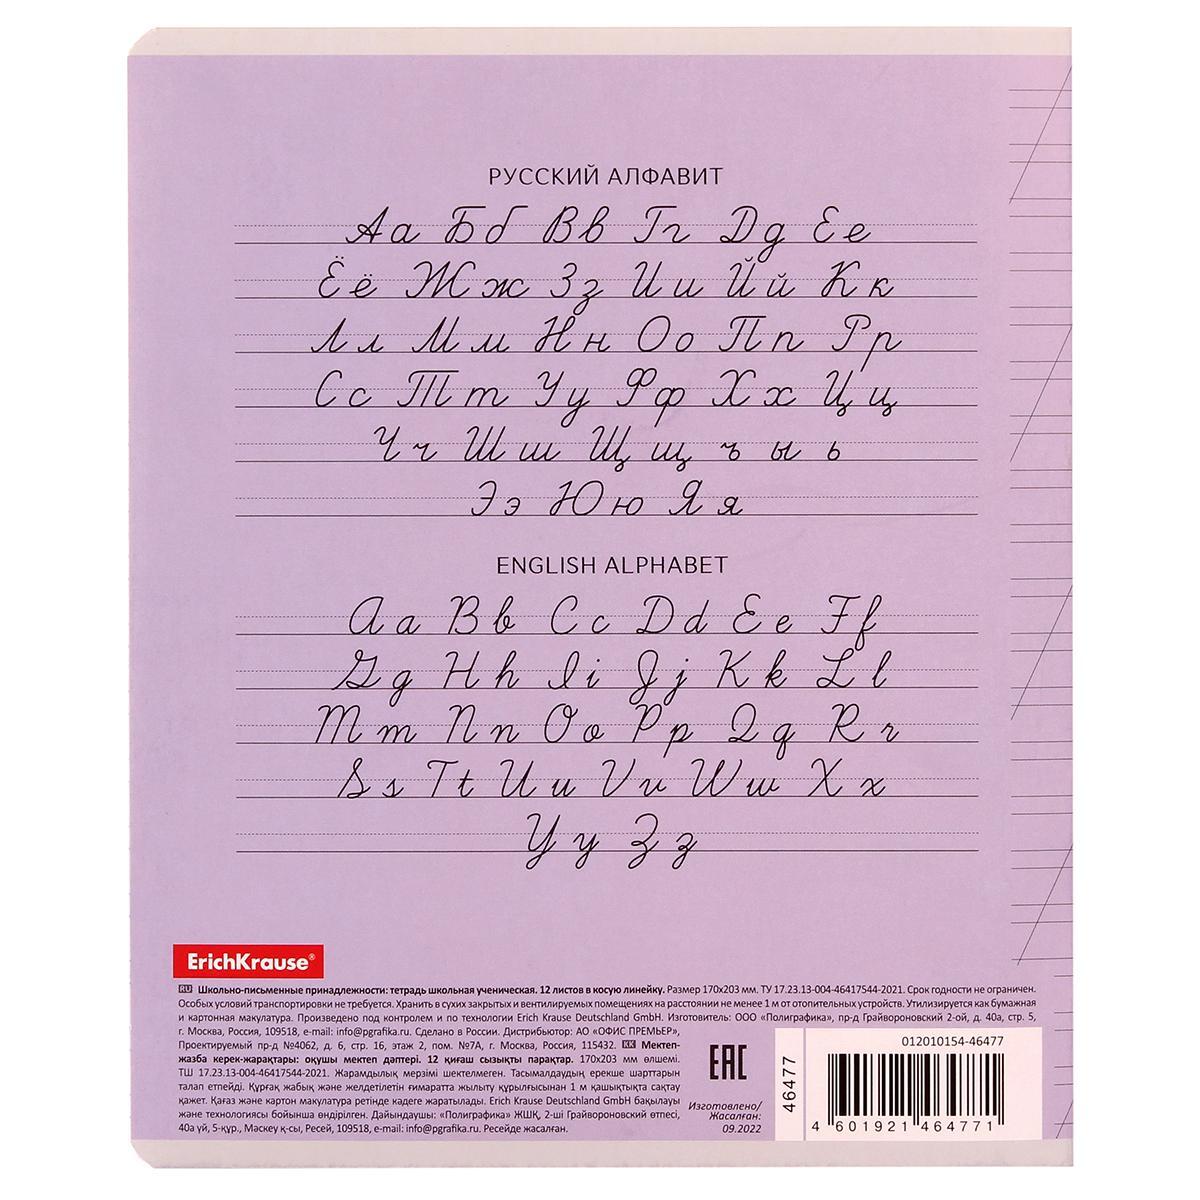 РУССКИЙ АЛФАВИТ
Аа Бб Вв Гг Дд Ее
Ёё Жж Зз Ии Йй Кк
Лл Мм Нн Оо Пп Рр
Сс Тт Уу Фф Хх Цц
Чч Шш Щщ ъ ы ь
Ээ Юю Яя
ENGLISH ALPHABET
Aa Bb Cc Dd Ee Ff
Gg Hh Ii Jj Kk Ll
Mm Nn Oo Pp Qq Rr
Ss Tt Uu Vv Ww Xx
Yy Zz
ErichKrause®
RU Школьно-письменные принадлежности: тетрадь школьная ученическая. 12 листов в косую линейку. Размер 170х203 мм. ТУ 17.23.13-004-46417544-2021. Срок годности не ограничен.
Особых условий транспортировки не требуется. Хранить в сухих закрытых и вентилируемых помещениях на расстоянии не менее 1 м от отопительных устройств. Утилизируется как бумажная
и картонная макулатура. Произведено под контролем и по технологии Erich Krause Deutschland GmbH. Изготовитель: ООО «Полиграфика», пр-д Грайвороновский 2-ой, д. 40а, стр. 5,
г. Москва, Россия, 109518, e-mail: info@pgrafika.ru. Сделано в России. Дистрибьютор: АО «ОФИС ПРЕМЬЕР»,
Проектируемый пр-д №4062, д. 6, стр. 16, этаж 2, пом. №7А, г. Москва, Россия, 115432. KK Мектеп-
жазба керек-жарақтары: оқушы мектеп дәптері. 12 қиғаш сызықты парақтар. 170х203 мм өлшемі.
ТШ 17.23.13-004-46417544-2021. Жарамдылық мерзімі шектелмеген. Тасымалдаудың ерекше шарттарын
талап етпейді. Құрғақ жабық және желдетілетін ғимаратта жылыту құрылғысынан 1 м қашықтықта сақтау
қажет. Қағаз және картон макулатура ретінде кәдеге жаратылады. Erich Krause Deutschland GmbH бақылауы
және технологиясы бойынша өндірілген. Дайындаушы: «Полиграфика» ЖШҚ, 2-ші Грайвороновский өтпесі,
40а үй, 5-құр., Мәскеу қ-сы, Ресей, 109518, e-mail: info@pgrafika.ru. Ресейде жасалған.
EAC
Изготовлено/
Жасалған:
09.2022
46477
012010154-46477
4 601921 464771